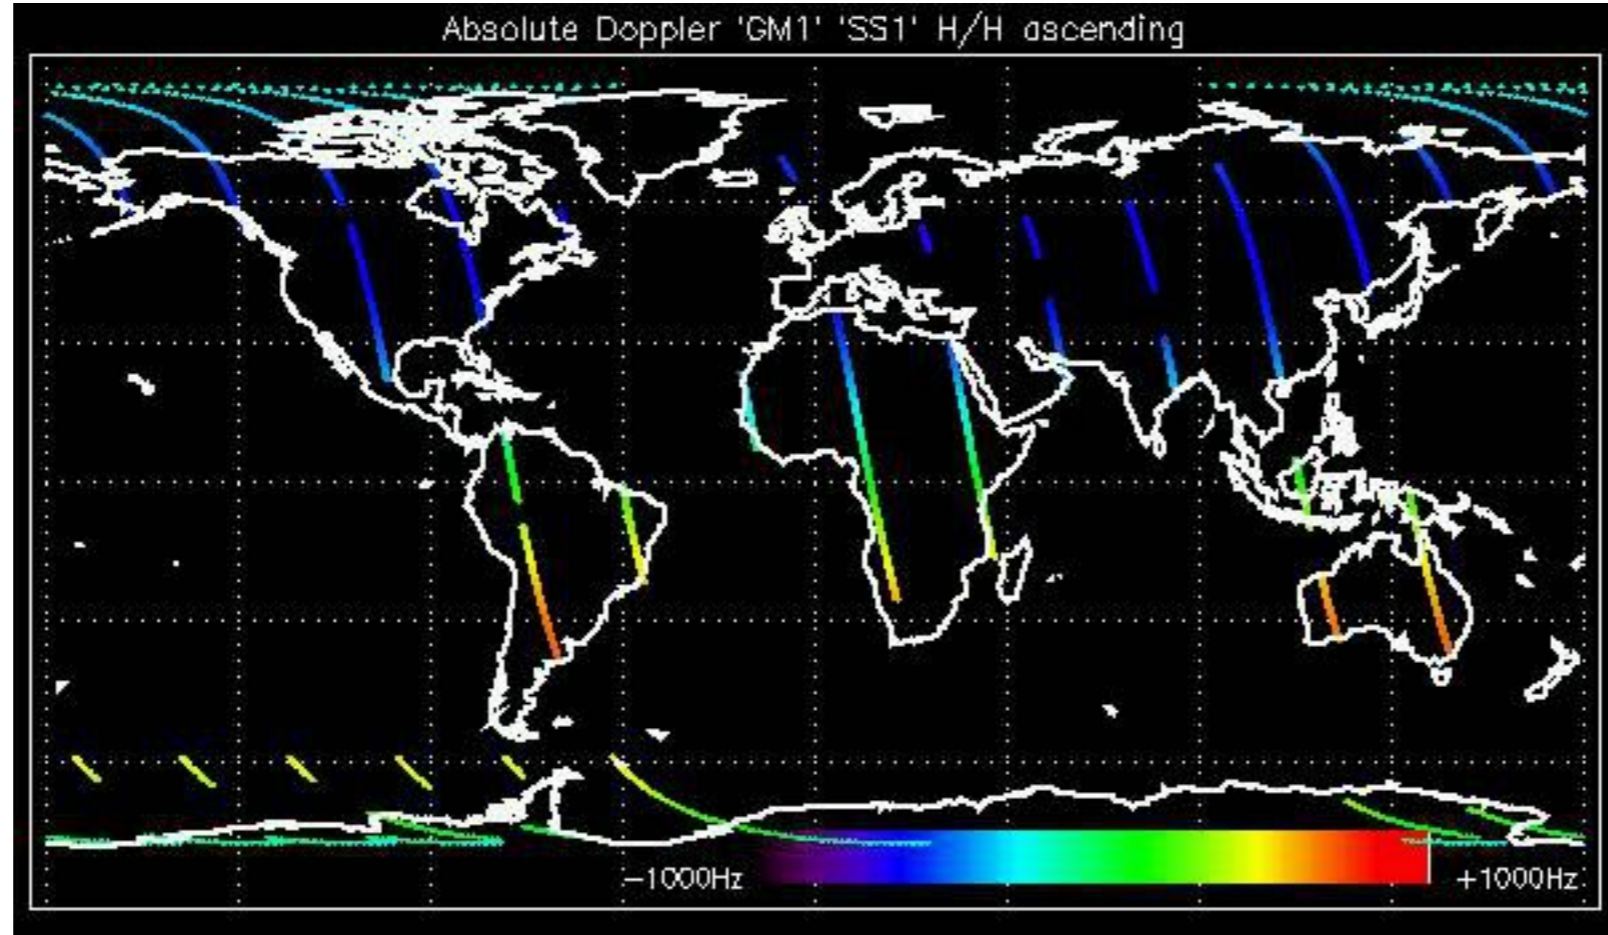 Absolute Doppler 'GM1' 'SS1' H/H ascending
−1000Hz
+1000Hz